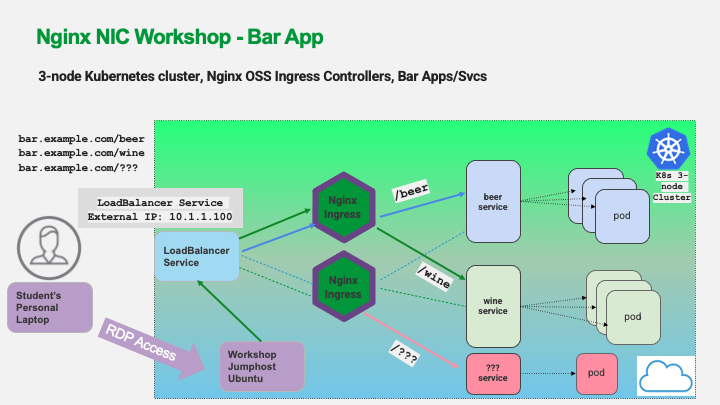 Nginx NIC Workshop - Bar App
3-node Kubernetes cluster, Nginx OSS Ingress Controllers, Bar Apps/Svcs
bar.example.com/beer
bar.example.com/wine
bar.example.com/???
LoadBalancer Service
External IP: 10.1.1.100
LoadBalancer
Service
Student's
Personal
Laptop
RDP Access
Workshop
Jumphost
Ubuntu
Nginx
Ingress
Nginx
Ingress
/beer
/wine
/???
beer
service
wine
service
???
service
pod
pod
pod
K8s 3-
node
Cluster